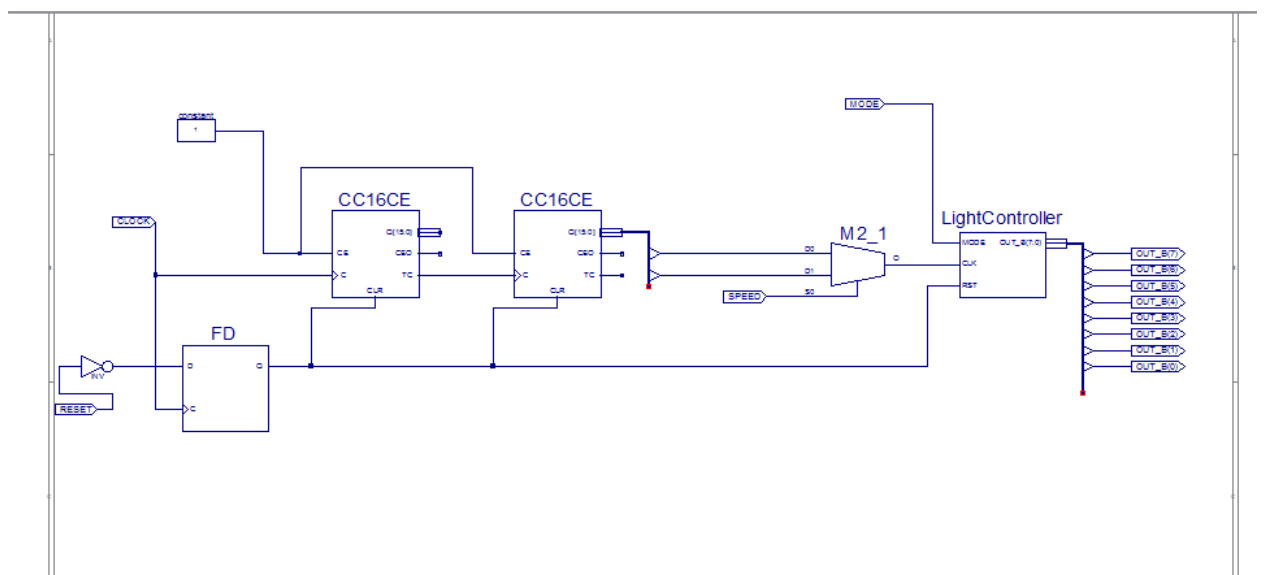 MODE
constant
1
CC16CE
CC16CE
CLOCK
Q(15:0)
CE
CEO
C
TC
CLR
Q(15:0)
CE
CEO
C
TC
CLR
M2_1
D0
D1
S0
O
SPEED
LightController
MODE
OUT_B(7:0)
CLK
RST
OUT_B(7)
OUT_B(6)
OUT_B(5)
OUT_B(4)
OUT_B(3)
OUT_B(2)
OUT_B(1)
OUT_B(0)
FD
D
Q
C
INV
RESET